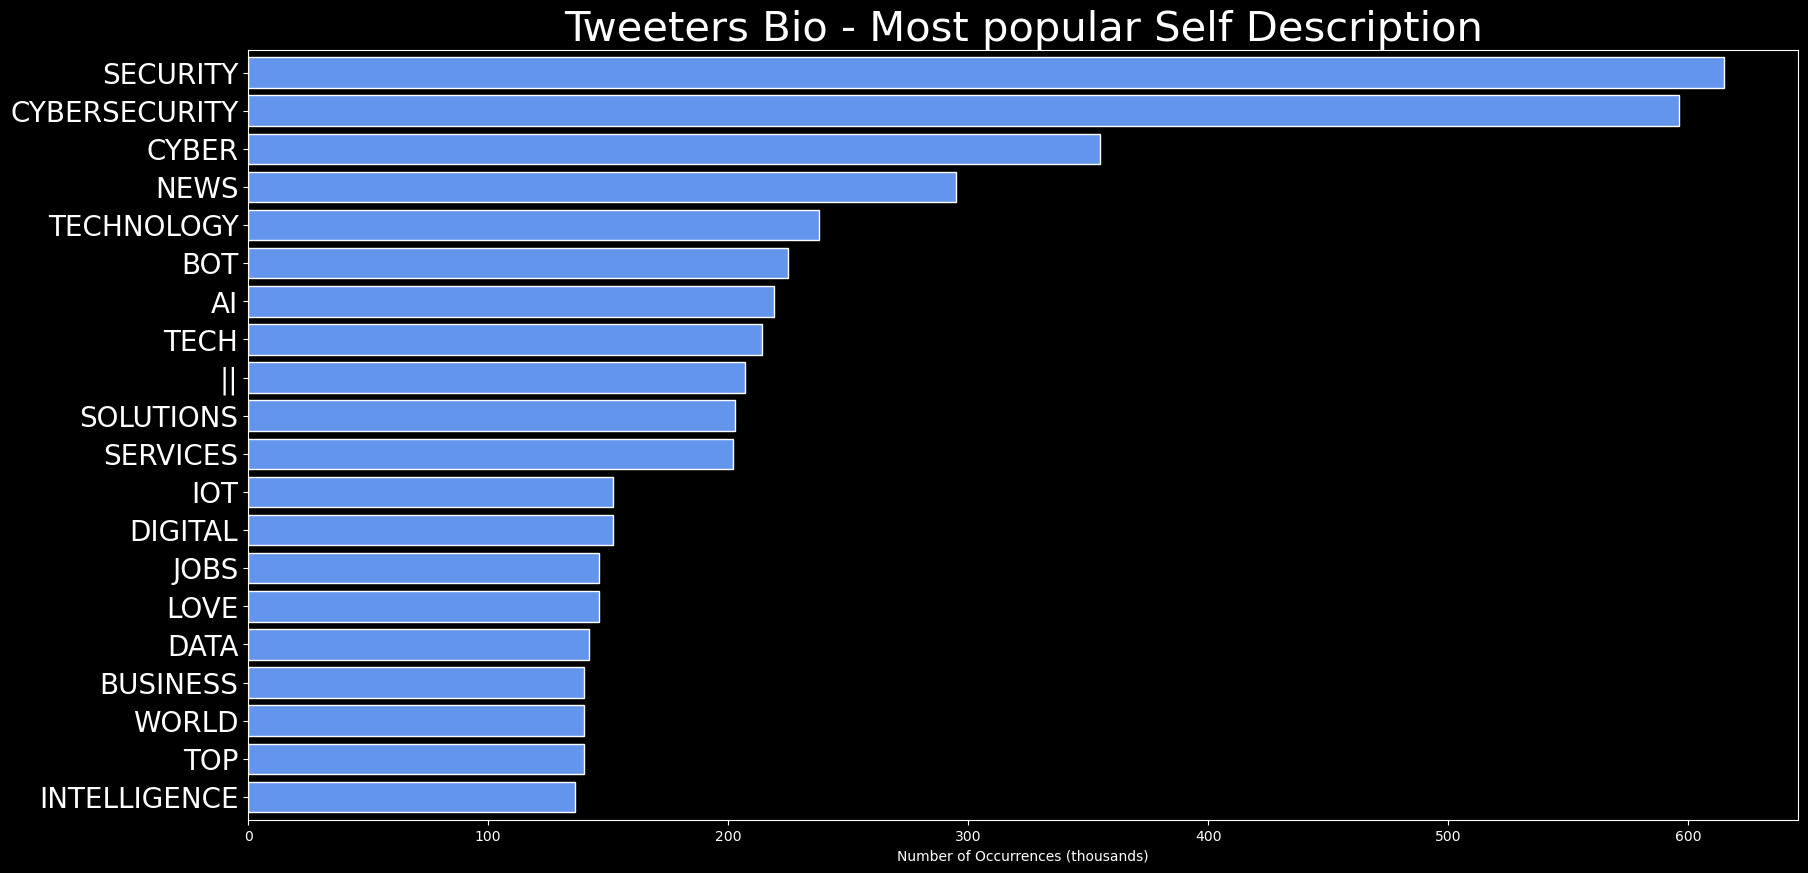 Tweeters Bio - Most popular Self Description
SECURITY
CYBERSECURITY
CYBER
NEWS
TECHNOLOGY
BOT
AI
TECH
||
SOLUTIONS
SERVICES
IOT
DIGITAL
JOBS
LOVE
DATA
BUSINESS
WORLD
TOP
INTELLIGENCE
0 100 200 300 400 500 600
Number of Occurrences (thousands)